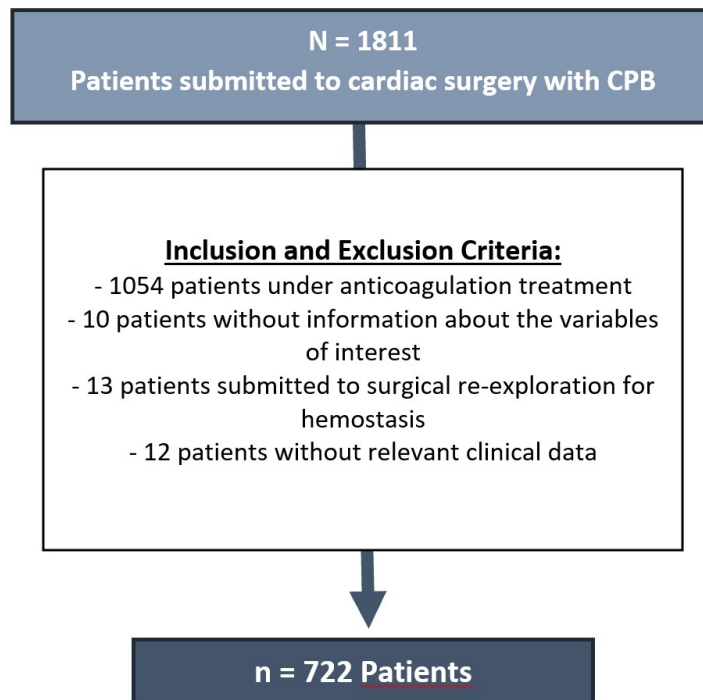 N = 1811
Patients submitted to cardiac surgery with CPB
Inclusion and Exclusion Criteria:
- 1054 patients under anticoagulation treatment
- 10 patients without information about the variables
of interest
- 13 patients submitted to surgical re-exploration for
hemostasis
- 12 patients without relevant clinical data
n = 722 Patients